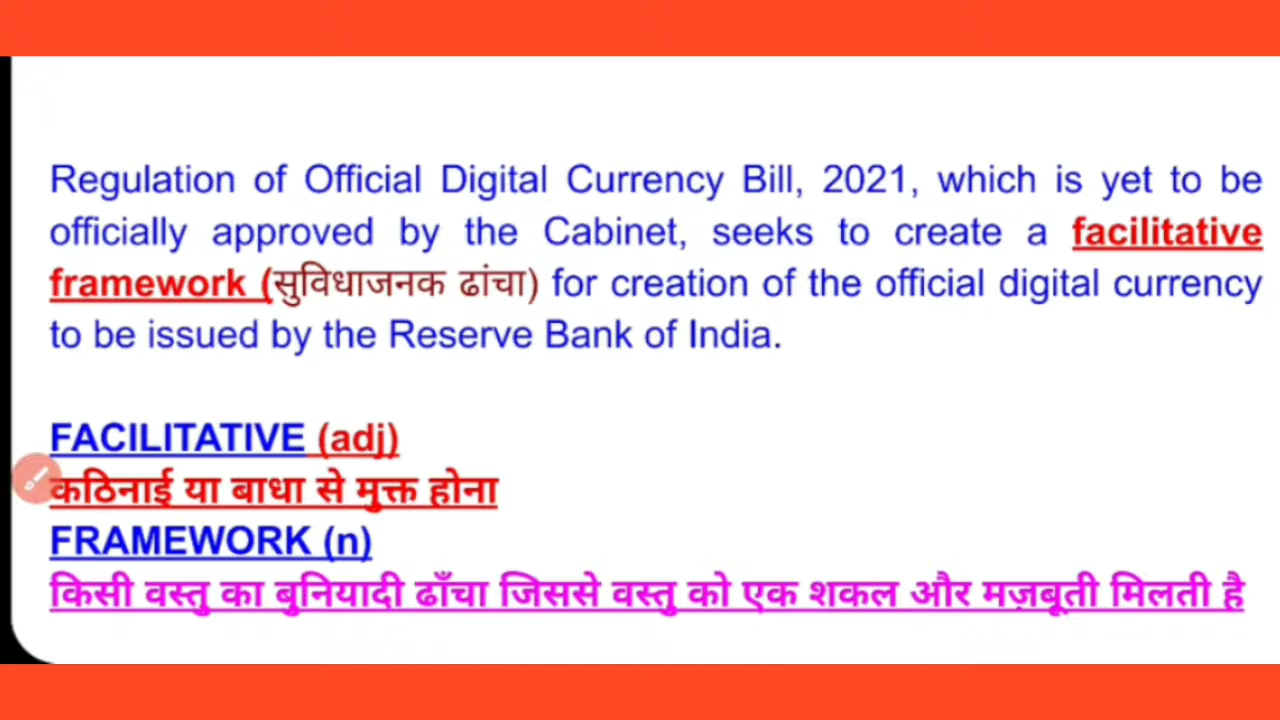 Regulation of Official Digital Currency Bill, 2021, which is yet to be
officially approved by the Cabinet, seeks to create a facilitative
framework (सुविधाजनक ढांचा) for creation of the official digital currency
to be issued by the Reserve Bank of India.
FACILITATIVE (adj)
कठिनाई या बाधा से मुक्त होना
FRAMEWORK (n)
किसी वस्तु का बुनियादी ढाँचा जिससे वस्तु को एक शकल और मज़बूती मिलती है